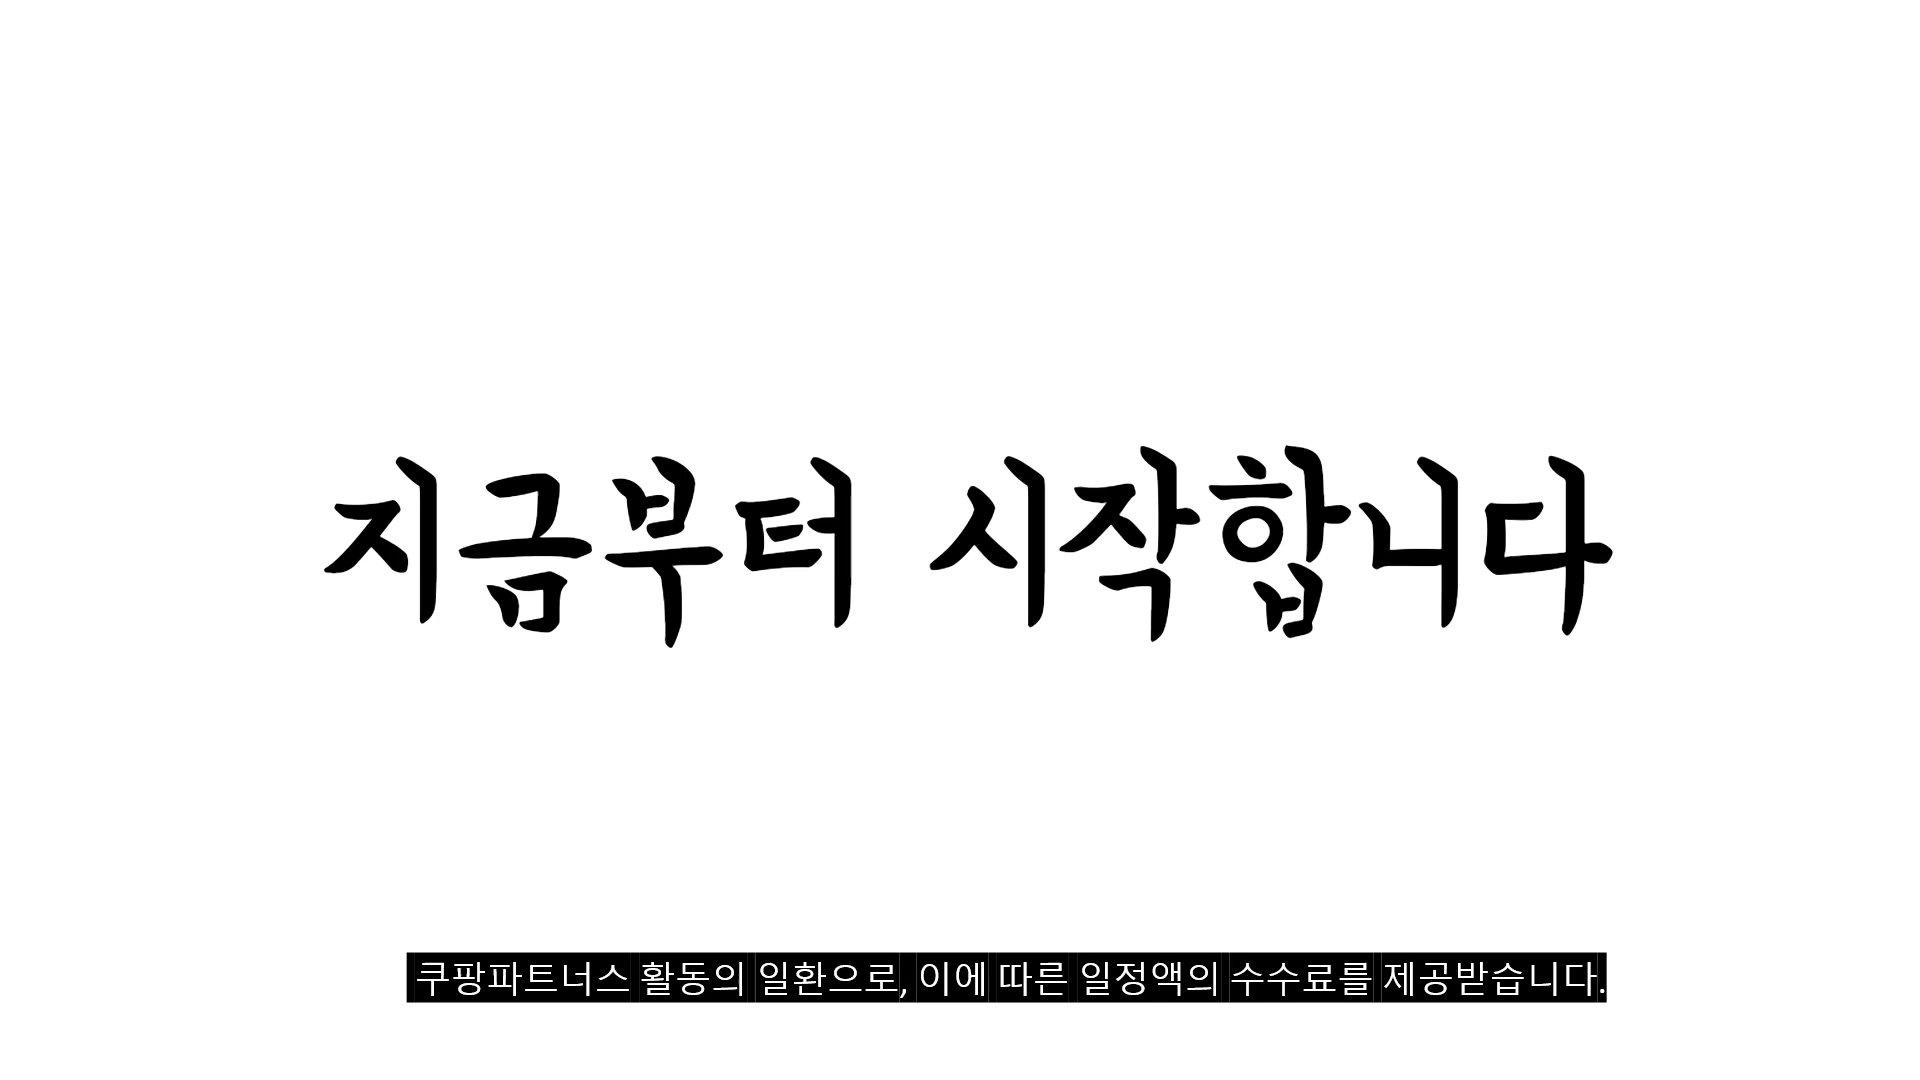 지금부터 시작합니다
쿠팡파트너스 활동의 일환으로, 이에 따른 일정액의 수수료를 제공받습니다.